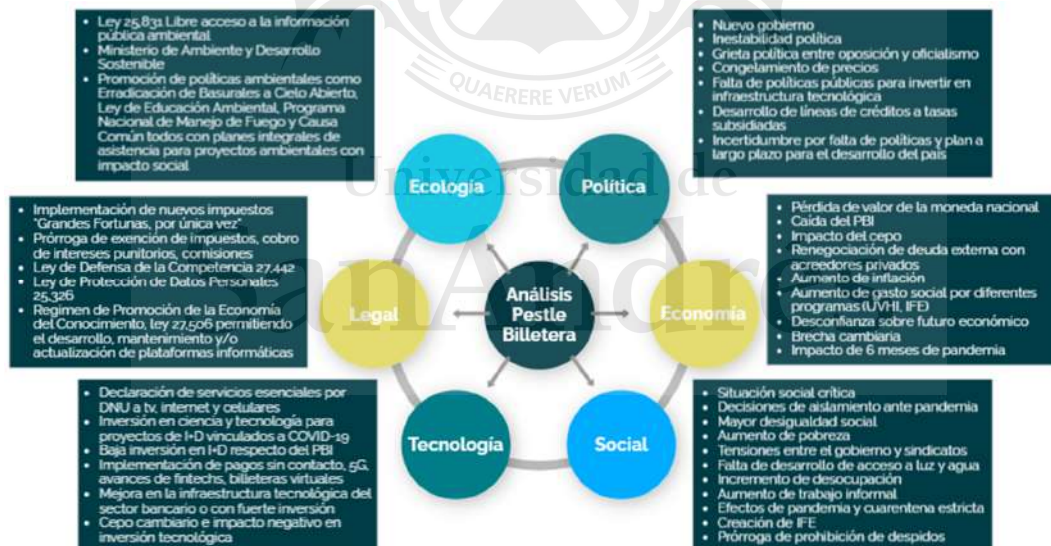 • Ley 25,831 Libre acceso a la información
pública ambiental
• Ministerio de Ambiente y Desarrollo
Sostenible
• Promoción de políticas ambientales como
Erradicación de Basurales a Cielo Abierto,
Ley de Educación Ambiental, Programa
Nacional de Manejo de Fuego y Causa
Común todos con planes integrales de
asistencia para proyectos ambientales con
impacto social
• Nuevo gobierno
• Inestabilidad política
• Grieta política entre oposición y oficialismo
• Congelamiento de precios
• Falta de políticas públicas para invertir en
infraestructura tecnológica
• Desarrollo de líneas de créditos a tasas
subsidiadas
• Incertidumbre por falta de políticas y plan a
largo plazo para el desarrollo del país
QUAERERE VERUM
Universidad de
SanAndré
Ecología
Política
• Implementación de nuevos impuestos
"Grandes Fortunas, por única vez"
• Prórroga de exención de impuestos, cobro
de intereses punitorios, comisiones
• Ley de Defensa de la Competencia 27,442
• Ley de Protección de Datos Personales
25,326
• Regimen de Promoción de la Economía
del Conocimiento, ley 27,506 permitiendo
el desarrollo, mantenimiento y/o
actualización de plataformas informáticas
Legal
Análisis
Pestle
Billetera
Economía
• Pérdida de valor de la moneda nacional
• Caída del PBI
• Impacto del cepo
• Renegociación de deuda externa con
acreedores privados
• Aumento de inflación
• Aumento de gasto social por diferentes
programas (UVHI, IFE)
• Desconfianza sobre futuro económico
• Brecha cambiaria
• Impacto de 6 meses de pandemia
• Declaración de servicios esenciales por
DNU a tv, internet y celulares
• Inversión en ciencia y tecnología para
proyectos de I+D vinculados a COVID-19
• Baja inversión en I+D respecto del PBI
• Implementación de pagos sin contacto, 5G,
avances de fintechs, billeteras virtuales
• Mejora en la infraestructura tecnológica del
sector bancario o con fuerte inversión
• Cepo cambiario e impacto negativo en
inversión tecnológica
Tecnología
Social
• Situación social crítica
• Decisiones de aislamiento ante pandemia
• Mayor desigualdad social
• Aumento de pobreza
• Tensiones entre el gobierno y sindicatos
• Falta de desarrollo de acceso a luz y agua
• Incremento de desocupación
• Aumento de trabajo informal
• Efectos de pandemia y cuarentena estricta
• Creación de IFE
• Prórroga de prohibición de despidos